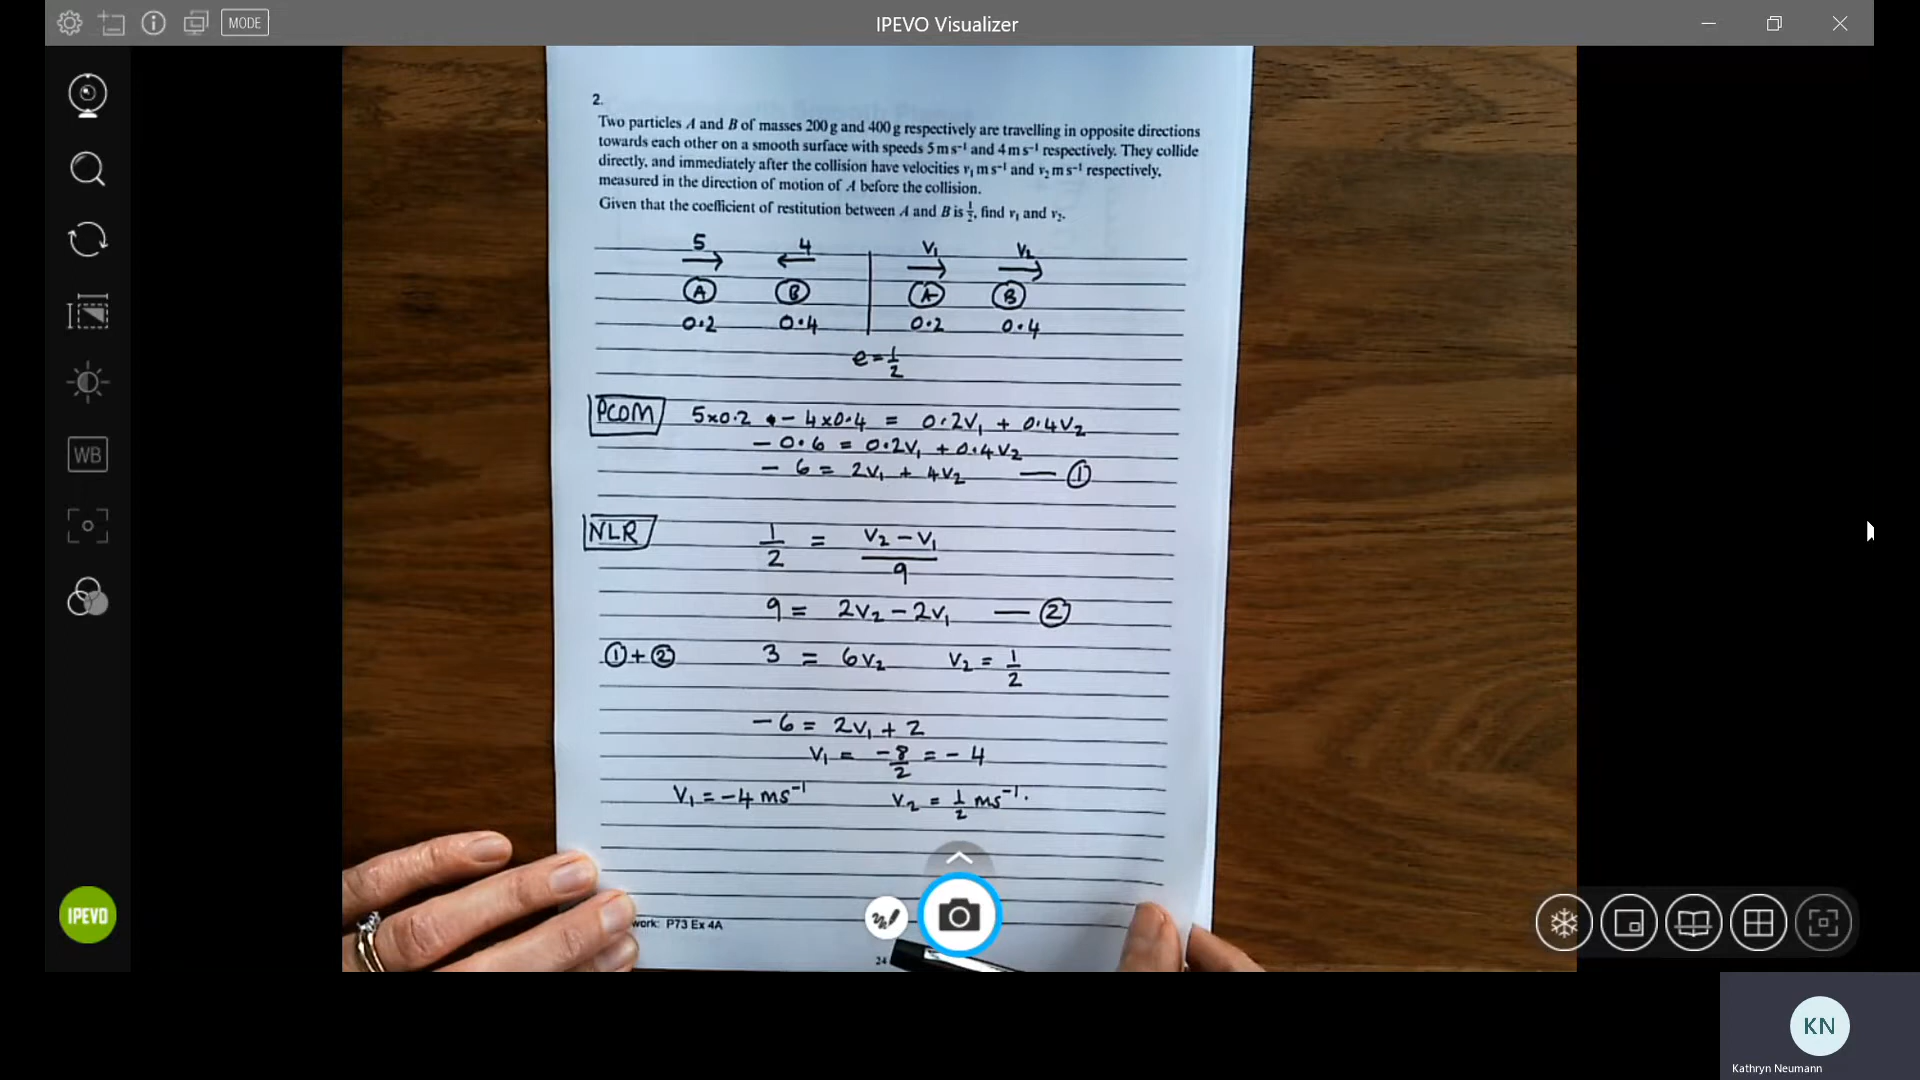 MODE
IPEVO Visualizer
WB
IPEVO
2.
Two particles A and B of masses 200 g and 400 g respectively are travelling in opposite directions
towards each other on a smooth surface with speeds 5 m s⁻¹ and 4 m s⁻¹ respectively. They collide
directly, and immediately after the collision have velocities v₁ m s⁻¹ and v₂ m s⁻¹ respectively,
measured in the direction of motion of A before the collision.
Given that the coefficient of restitution between A and B is ½, find v₁ and v₂.
5 4 V₁ V₂
A B A B
0.2 0.4 0.2 0.4
e = 1/2
PCOM 5×0.2 - 4×0.4 = 0.2V₁ + 0.4V₂
- 0.6 = 0.2V₁ + 0.4V₂
- 6 = 2V₁ + 4V₂ — ①
NLR 1/2 = (V₂ - V₁)/9
9 = 2V₂ - 2V₁ — ②
① + ② 3 = 6V₂ V₂ = 1/2
- 6 = 2V₁ + 2
V₁ = -8/2 = - 4
V₁ = -4 ms⁻¹ V₂ = 1/2 ms⁻¹.
work: P73 Ex 4A
24
KN
Kathryn Neumann